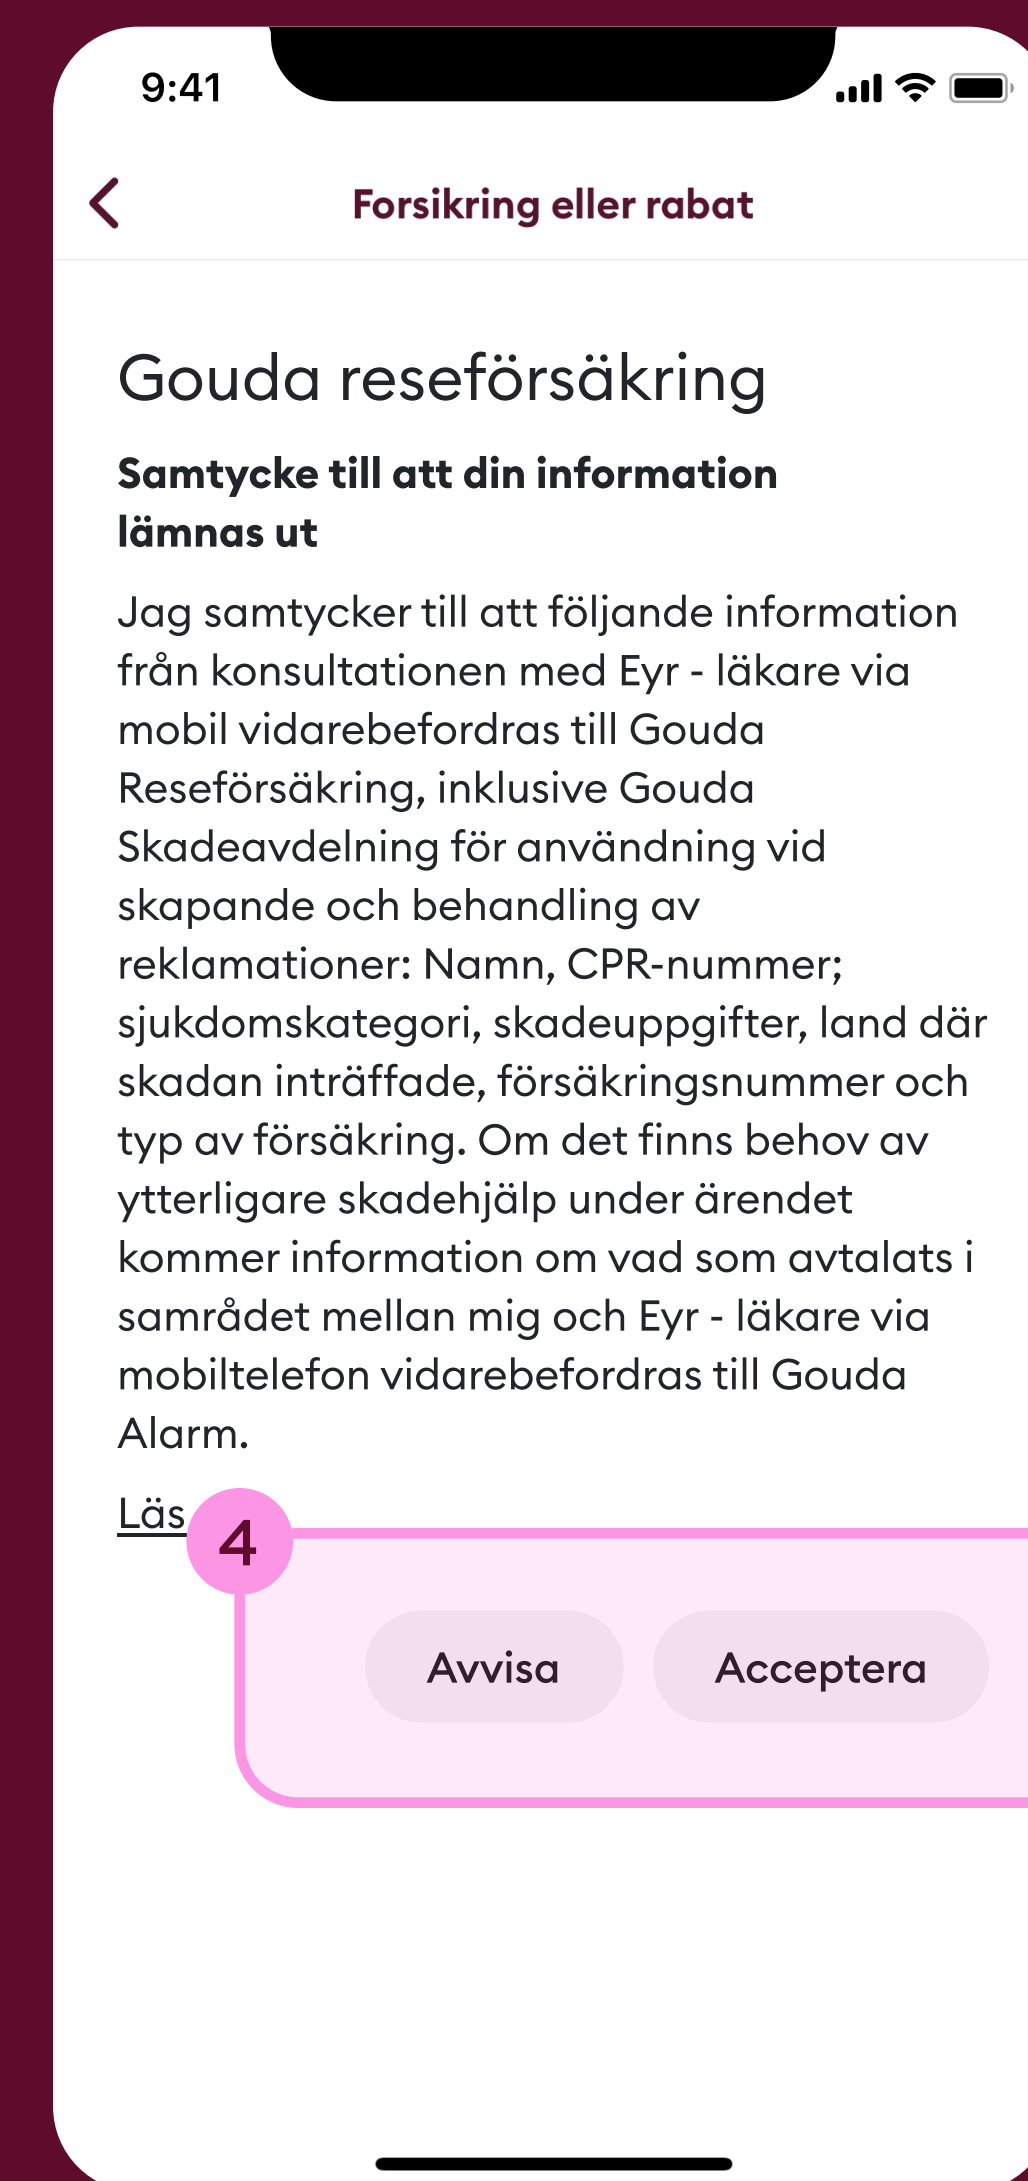 9:41
Forsikring eller rabat
Gouda reseförsäkring
Samtycke till att din information
lämnas ut
Jag samtycker till att följande information
från konsultationen med Eyr - läkare via
mobil vidarebefordras till Gouda
Reseförsäkring, inklusive Gouda
Skadeavdelning för användning vid
skapande och behandling av
reklamationer: Namn, CPR-nummer;
sjukdomskategori, skadeuppgifter, land där
skadan inträffade, försäkringsnummer och
typ av försäkring. Om det finns behov av
ytterligare skadehjälp under ärendet
kommer information om vad som avtalats i
samrådet mellan mig och Eyr - läkare via
mobiltelefon vidarebefordras till Gouda
Alarm.
Läs
4
Avvisa Acceptera